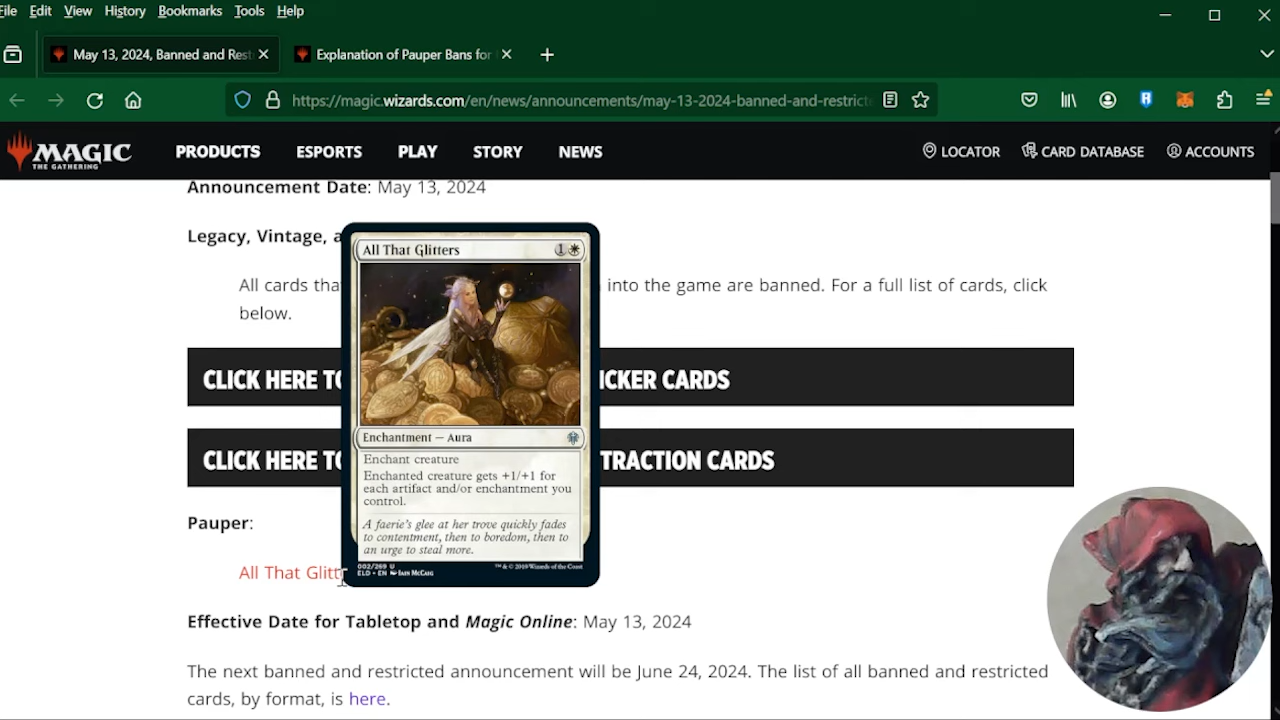 File Edit View History Bookmarks Tools Help
May 13, 2024, Banned and Rest
Explanation of Pauper Bans for
https://magic.wizards.com/en/news/announcements/may-13-2024-banned-and-restricte
MAGIC
THE GATHERING
PRODUCTS ESPORTS PLAY STORY NEWS
LOCATOR CARD DATABASE ACCOUNTS
Announcement Date: May 13, 2024
Legacy, Vintage, a
All cards tha
into the game are banned. For a full list of cards, click
below.
CLICK HERE TO
ICKER CARDS
CLICK HERE TO
TRACTION CARDS
All That Glitters 1
Enchantment — Aura
Enchant creature
Enchanted creature gets +1/+1 for
each artifact and/or enchantment you
control.
A faerie's glee at her trove quickly fades
to contentment, then to boredom, then to
an urge to steal more.
002/269 U
ELD • EN Iain McCaig
™ & © 2019 Wizards of the Coast
Pauper:
All That Glitt
Effective Date for Tabletop and Magic Online: May 13, 2024
The next banned and restricted announcement will be June 24, 2024. The list of all banned and restricted
cards, by format, is here.